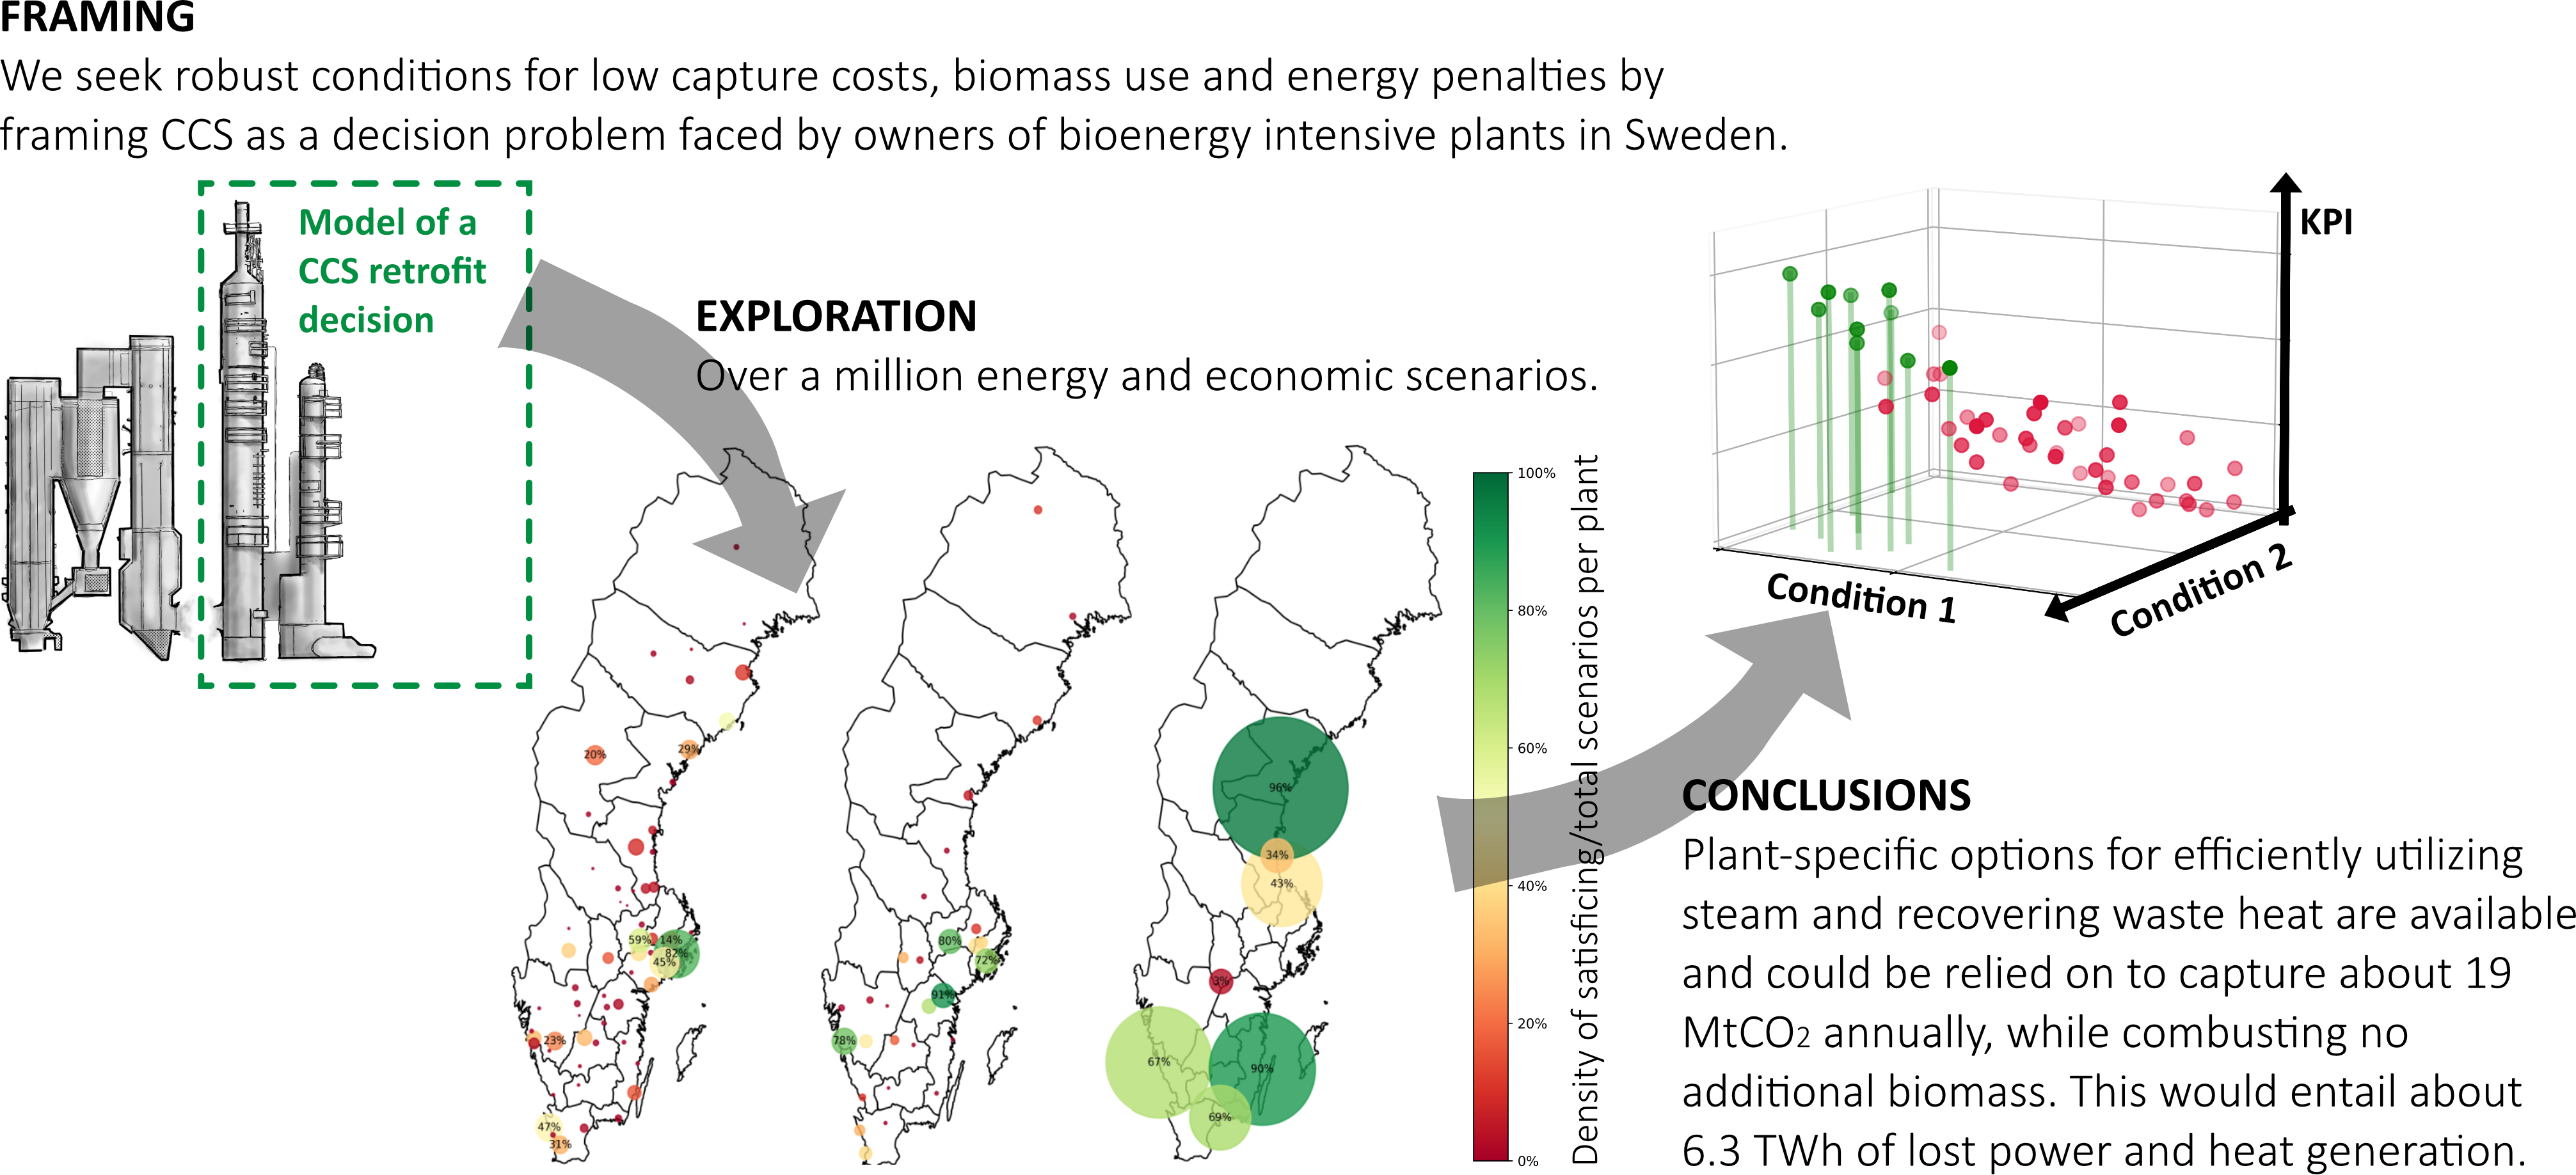 FRAMING
We seek robust conditions for low capture costs, biomass use and energy penalties by
framing CCS as a decision problem faced by owners of bioenergy intensive plants in Sweden.
Model of a
CCS retrofit
decision
EXPLORATION
Over a million energy and economic scenarios.
20%
29%
59%
14%
82%
45%
23%
47%
31%
80%
72%
91%
78%
96%
34%
43%
3%
67%
90%
69%
100%
80%
60%
40%
20%
0%
Density of satisficing/total scenarios per plant
KPI
Condition 1
Condition 2
CONCLUSIONS
Plant-specific options for efficiently utilizing
steam and recovering waste heat are available
and could be relied on to capture about 19
MtCO2 annually, while combusting no
additional biomass. This would entail about
6.3 TWh of lost power and heat generation.